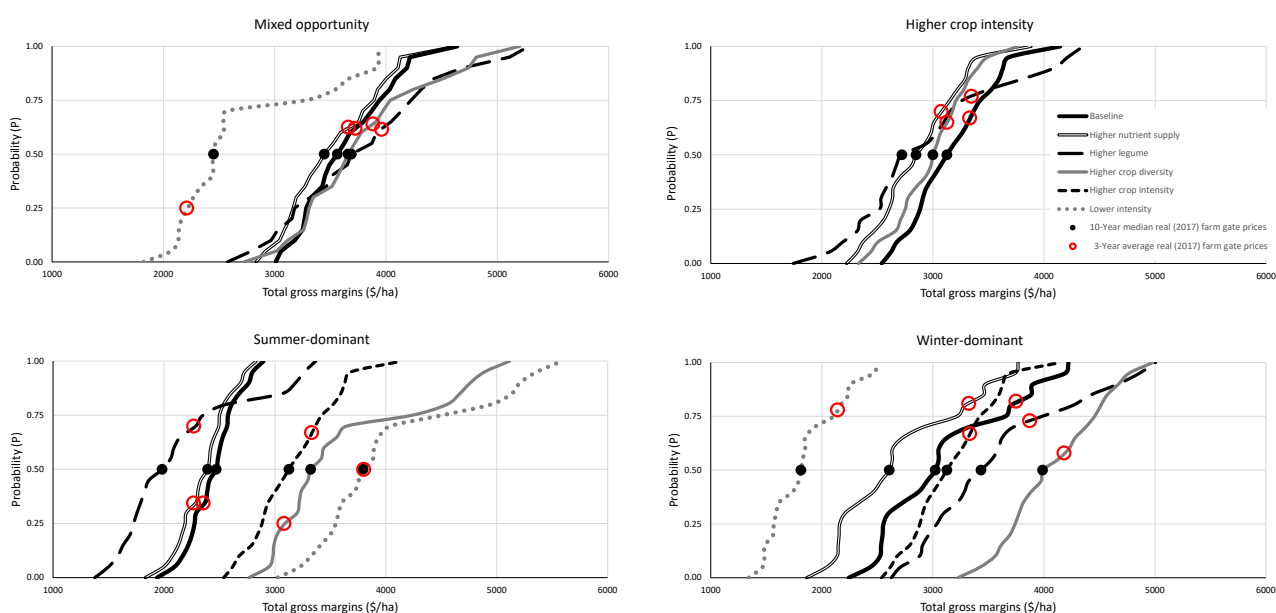 Mixed opportunity
1.00
0.75
0.50
0.25
0.00
Probability (P)
1000 2000 3000 4000 5000 6000
Total gross margins ($/ha)
Higher crop intensity
1.00
0.75
0.50
0.25
0.00
Probability (P)
1000 2000 3000 4000 5000 6000
Total gross margins ($/ha)
Baseline
Higher nutrient supply
Higher legume
Higher crop diversity
Higher crop intensity
Lower intensity
10-Year median real (2017) farm gate prices
3-Year average real (2017) farm gate prices
Summer-dominant
1.00
0.75
0.50
0.25
0.00
Probability (P)
1000 2000 3000 4000 5000 6000
Total gross margins ($/ha)
Winter-dominant
1.00
0.75
0.50
0.25
0.00
Probability (P)
1000 2000 3000 4000 5000 6000
Total gross margins ($/ha)